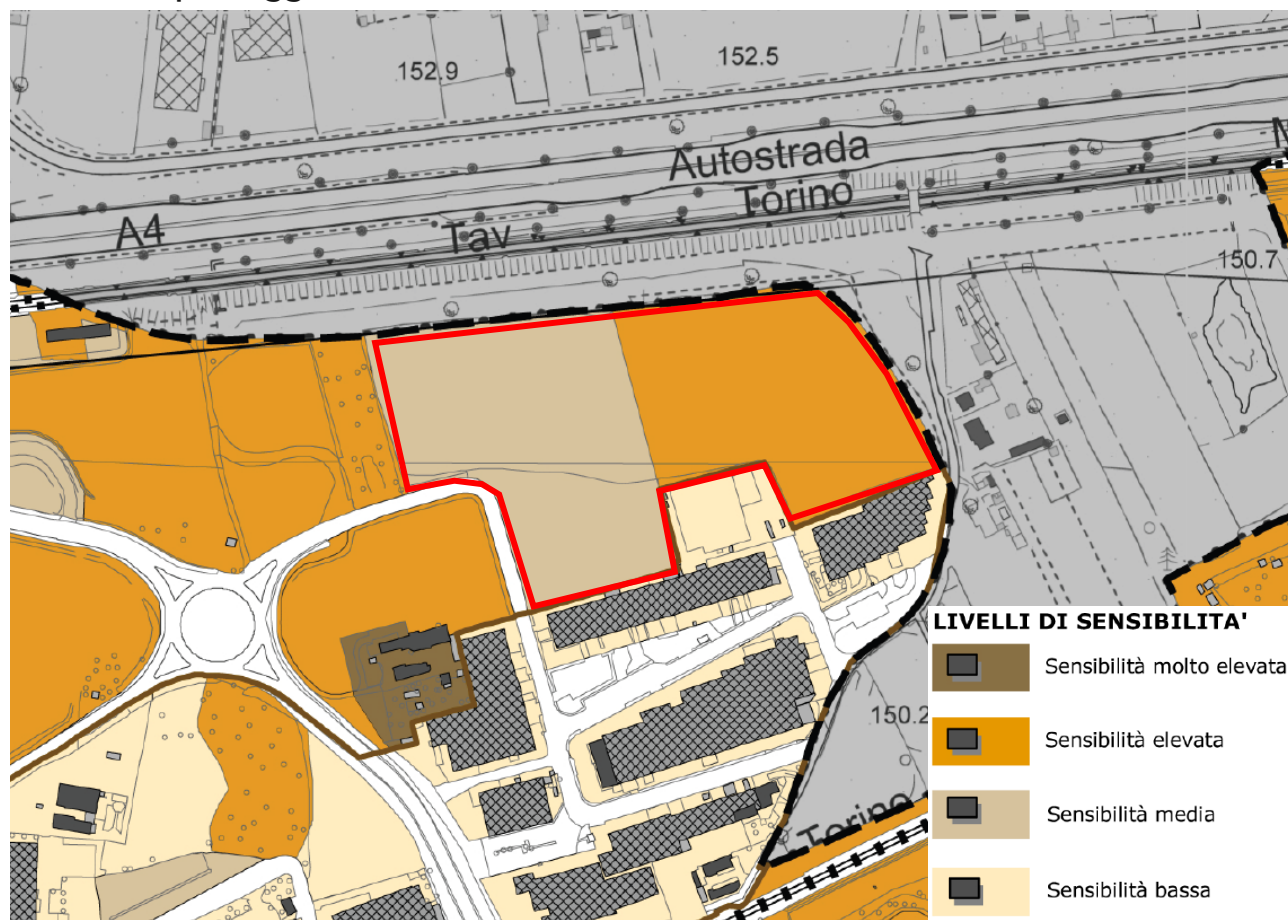 152.9
152.5
Autostrada
Torino
A4
Tav
150.7
150.2
Torino
LIVELLI DI SENSIBILITA'
Sensibilità molto elevata
Sensibilità elevata
Sensibilità media
Sensibilità bassa